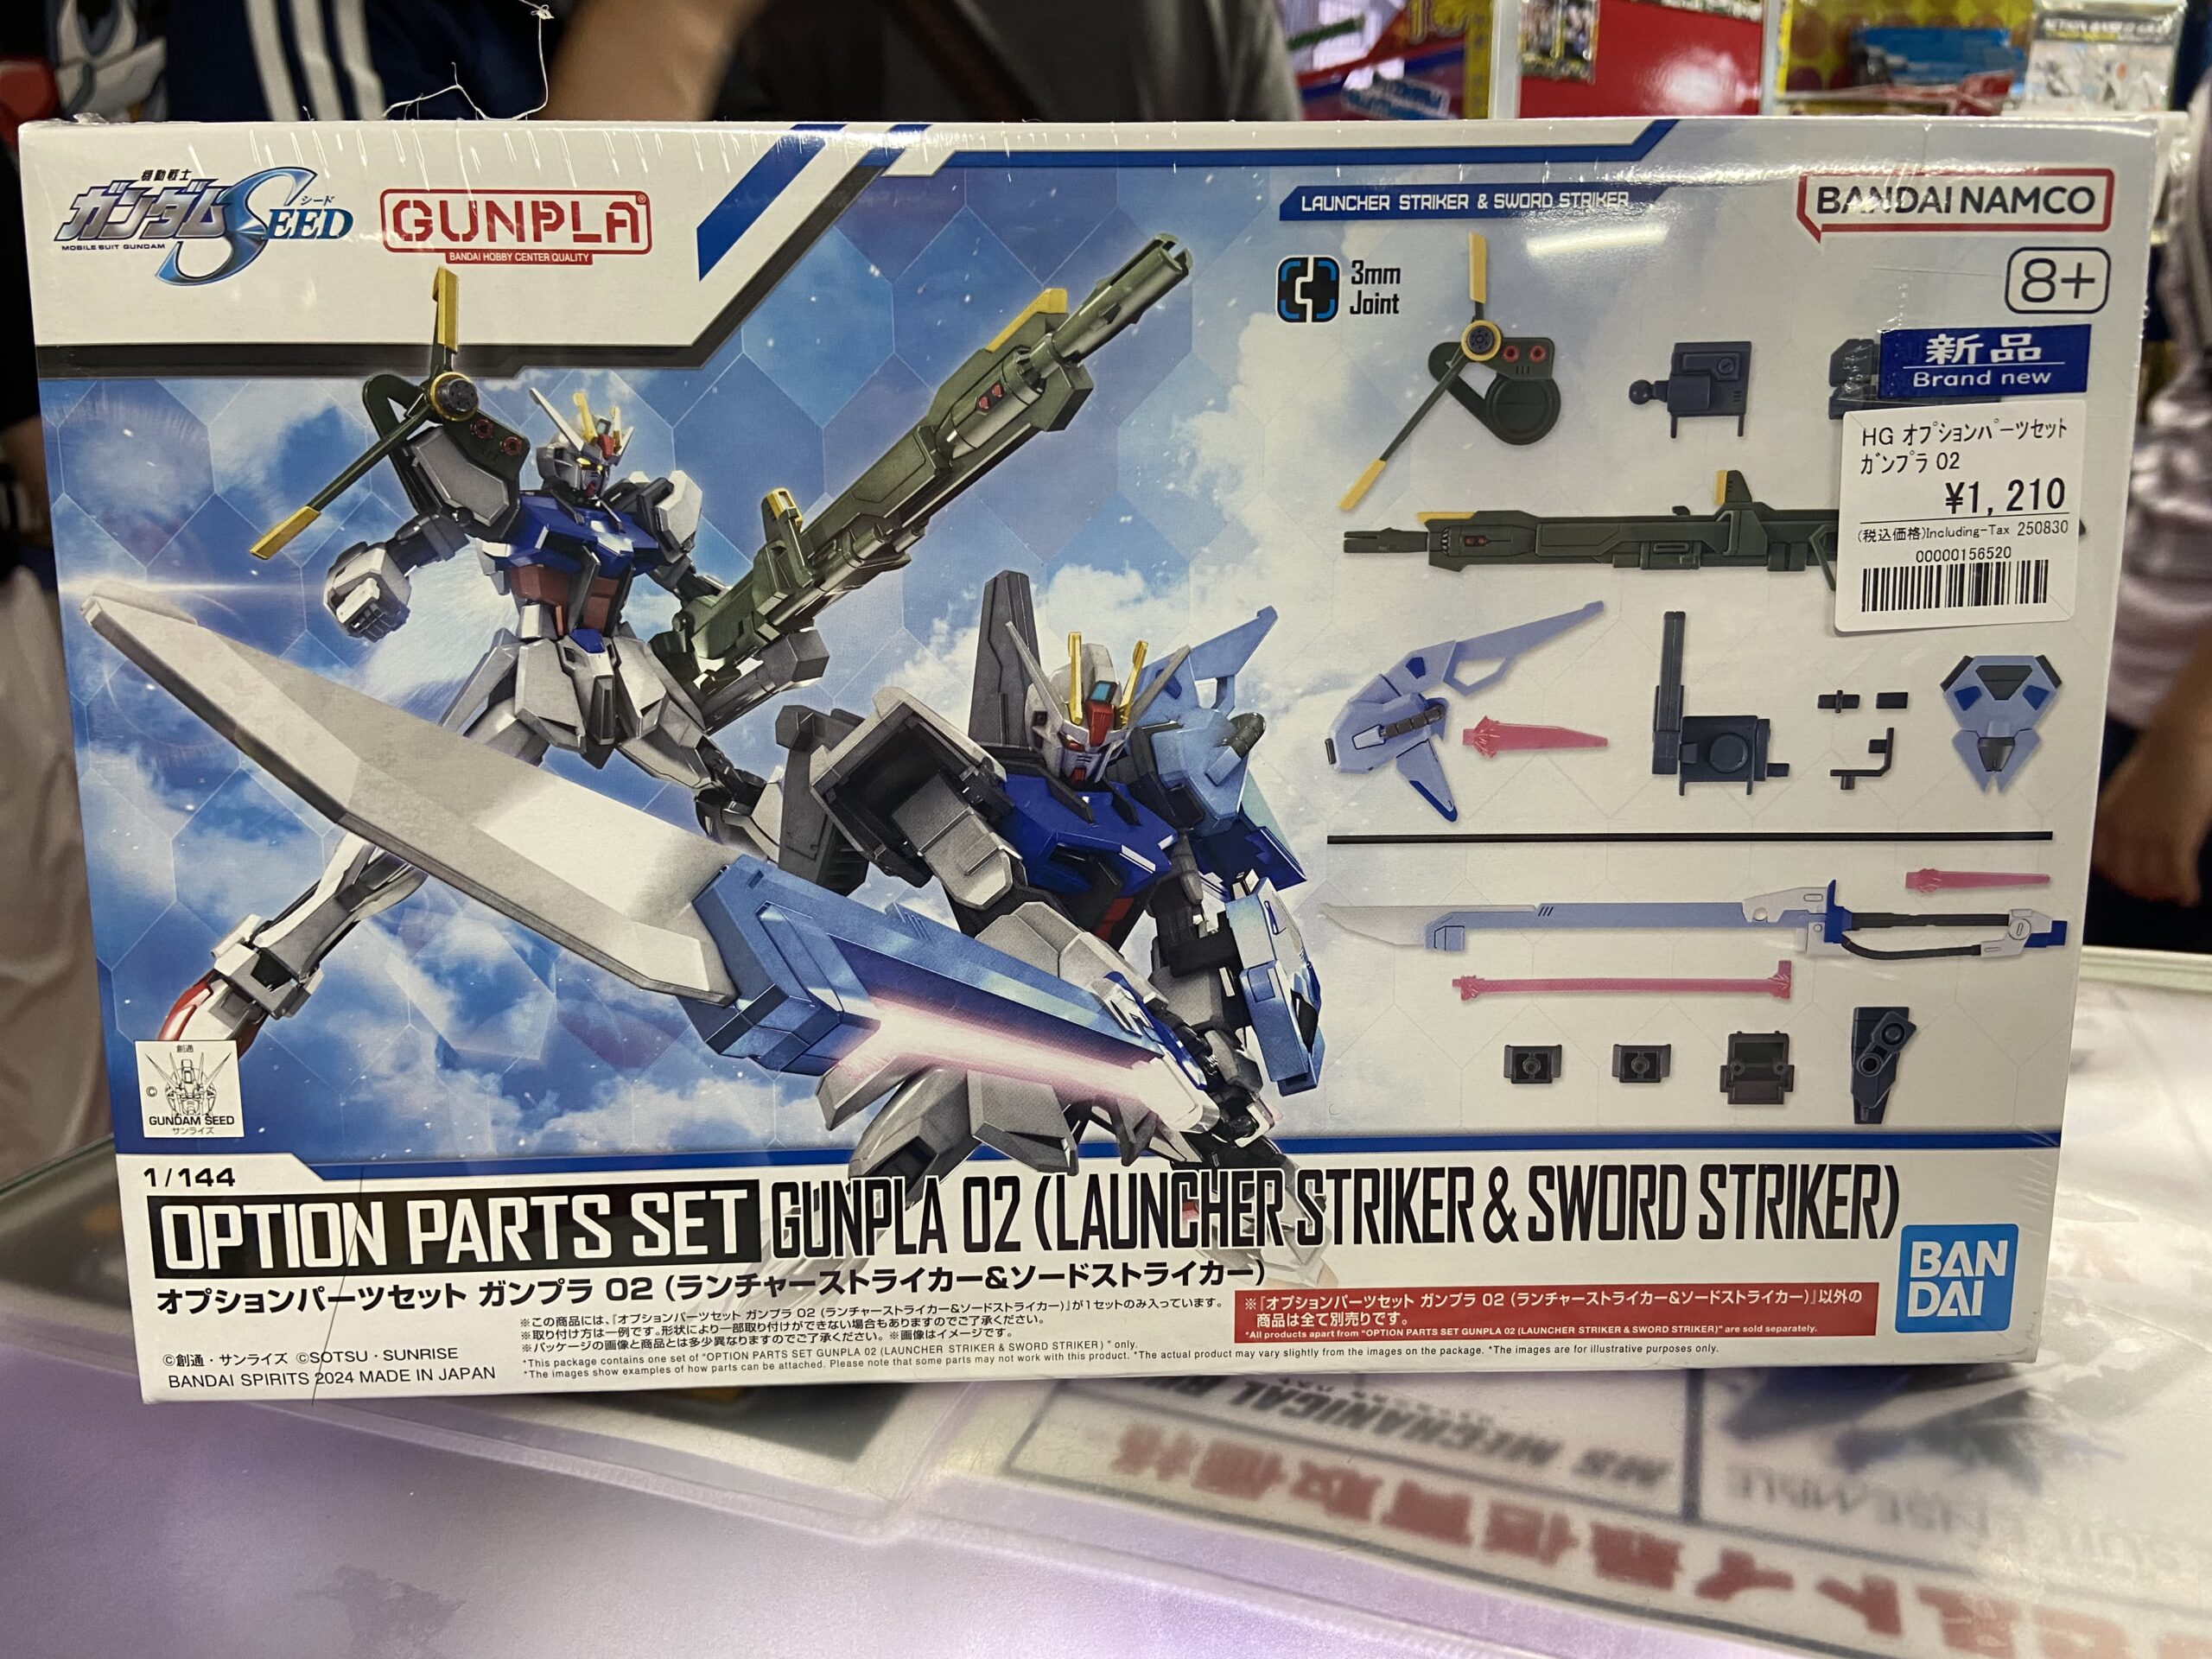 機動戦士
ガンダムSEED
シード
MOBILE SUIT GUNDAM
GUNPLA®
BANDAI HOBBY CENTER QUALITY
LAUNCHER STRIKER & SWORD STRIKER
BANDAI NAMCO
3mm
Joint
8+
新品
Brand new
HG オプションパーツセット
ガンプラ 02
¥1,210
(税込価格)Including-Tax 250830
00000156520
創通
©
GUNDAM SEED
サンライズ
1/144
OPTION PARTS SET GUNPLA 02 (LAUNCHER STRIKER & SWORD STRIKER)
オプションパーツセット ガンプラ 02 (ランチャーストライカー&ソードストライカー)
BAN
DAI
※この商品には、『オプションパーツセット ガンプラ 02 (ランチャーストライカー&ソードストライカー)』が1セットのみ入っています。
※取り付け方は一例です。形状により一部取り付けができない場合もありますのでご了承ください。
※パッケージの画像と商品とは多少異なりますのでご了承ください。※画像はイメージです。
*This package contains one set of "OPTION PARTS SET GUNPLA 02 (LAUNCHER STRIKER & SWORD STRIKER)" only.
*The images show examples of how parts can be attached. Please note that some parts may not work with this product. *The actual product may vary slightly from the images on the package. *The images are for illustrative purposes only.
※『オプションパーツセット ガンプラ 02 (ランチャーストライカー&ソードストライカー)』以外の
商品は全て別売りです。
*All products apart from "OPTION PARTS SET GUNPLA 02 (LAUNCHER STRIKER & SWORD STRIKER)" are sold separately.
©創通・サンライズ ©SOTSU・SUNRISE
BANDAI SPIRITS 2024 MADE IN JAPAN